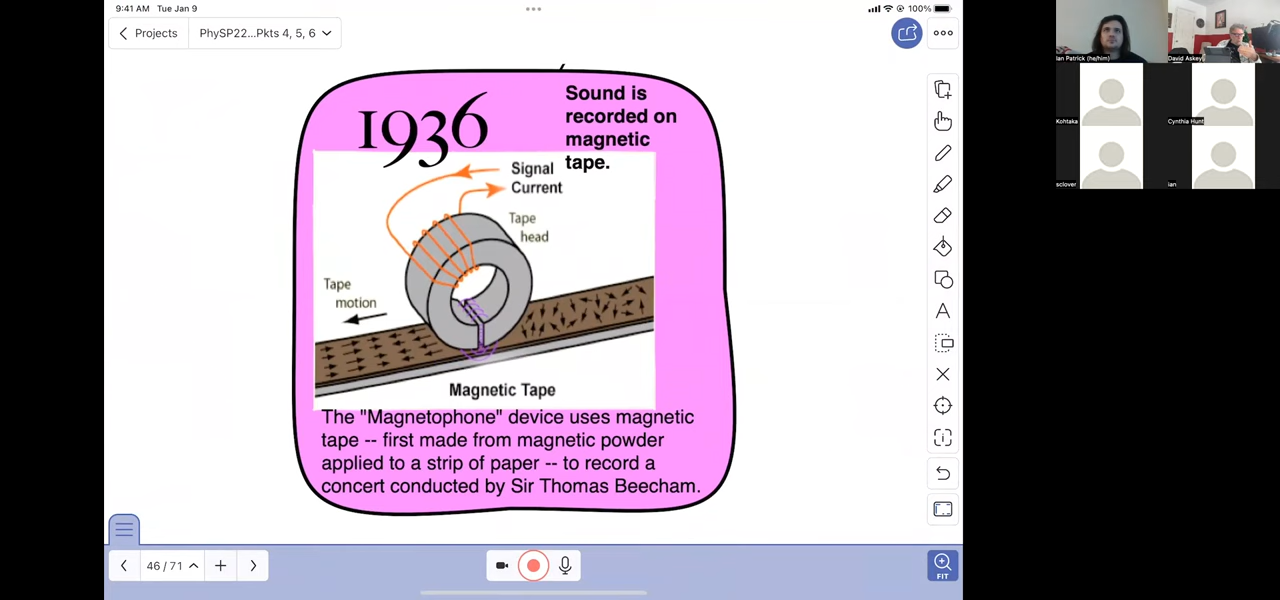 9:41 AM Tue Jan 9
100%
Projects
PhySP22...Pkts 4, 5, 6
1936
Sound is
recorded on
magnetic
tape.
Signal
Current
Tape
head
Tape
motion
Magnetic Tape
The "Magnetophone" device uses magnetic
tape -- first made from magnetic powder
applied to a strip of paper -- to record a
concert conducted by Sir Thomas Beecham.
46 / 71
FIT
Ian Patrick (he/him)
David Askey
Kohtaka
Cynthia Hunt
sclover
ian